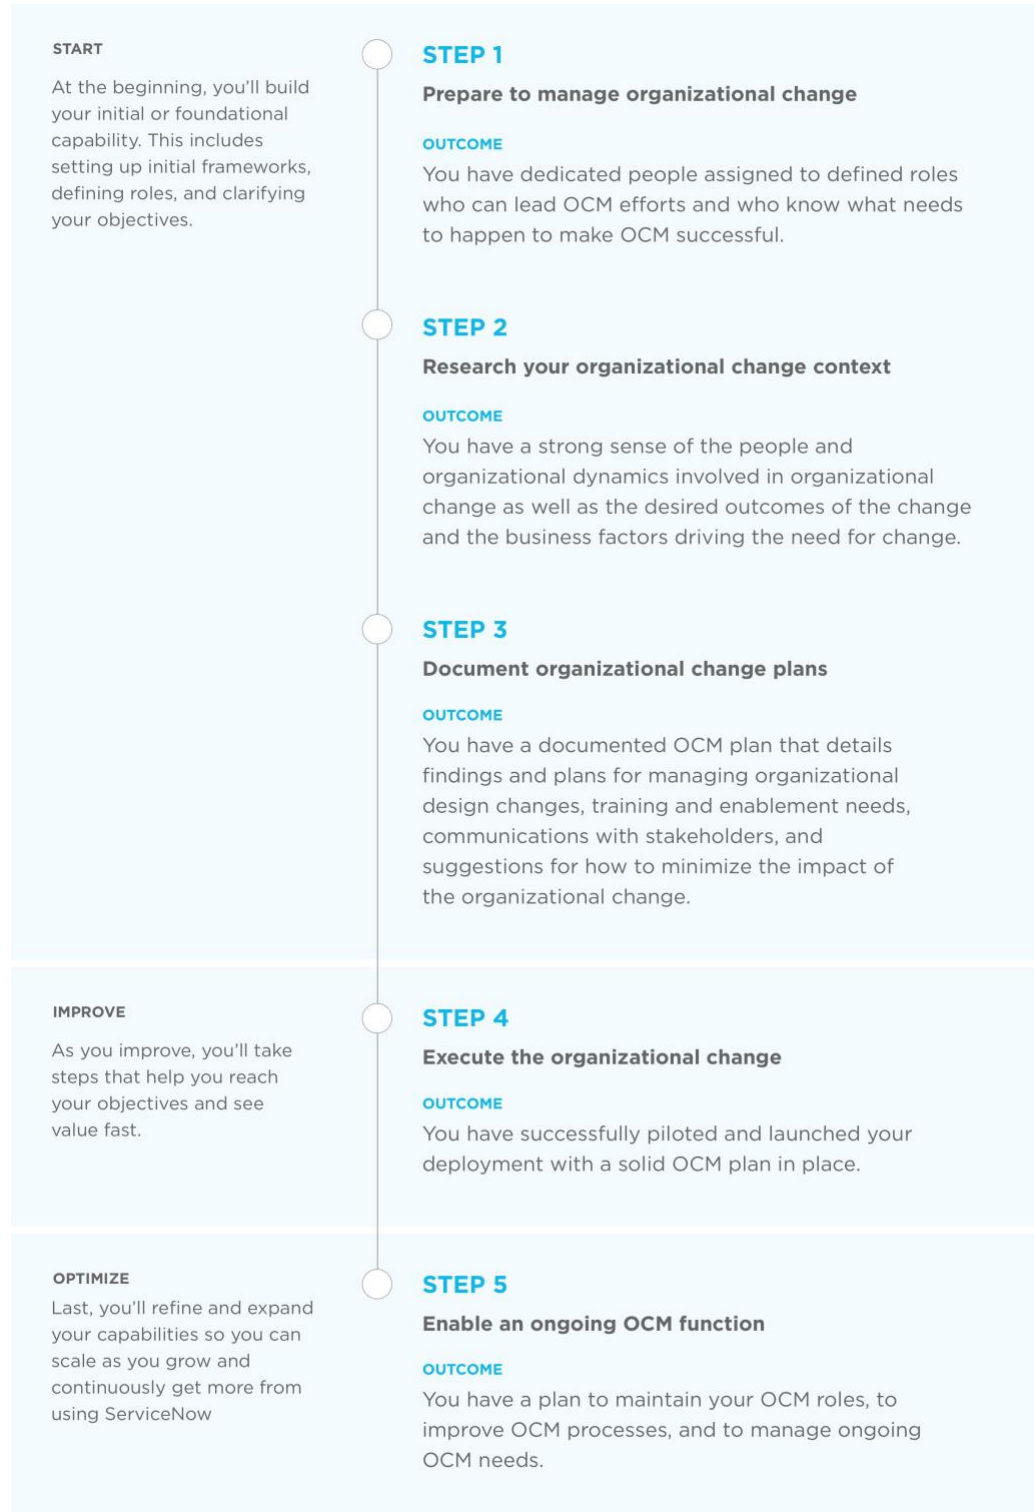 START
At the beginning, you'll build
your initial or foundational
capability. This includes
setting up initial frameworks,
defining roles, and clarifying
your objectives.
STEP 1
Prepare to manage organizational change
OUTCOME
You have dedicated people assigned to defined roles
who can lead OCM efforts and who know what needs
to happen to make OCM successful.
STEP 2
Research your organizational change context
OUTCOME
You have a strong sense of the people and
organizational dynamics involved in organizational
change as well as the desired outcomes of the change
and the business factors driving the need for change.
STEP 3
Document organizational change plans
OUTCOME
You have a documented OCM plan that details
findings and plans for managing organizational
design changes, training and enablement needs,
communications with stakeholders, and
suggestions for how to minimize the impact of
the organizational change.
IMPROVE
As you improve, you'll take
steps that help you reach
your objectives and see
value fast.
STEP 4
Execute the organizational change
OUTCOME
You have successfully piloted and launched your
deployment with a solid OCM plan in place.
OPTIMIZE
Last, you'll refine and expand
your capabilities so you can
scale as you grow and
continuously get more from
using ServiceNow
STEP 5
Enable an ongoing OCM function
OUTCOME
You have a plan to maintain your OCM roles, to
improve OCM processes, and to manage ongoing
OCM needs.